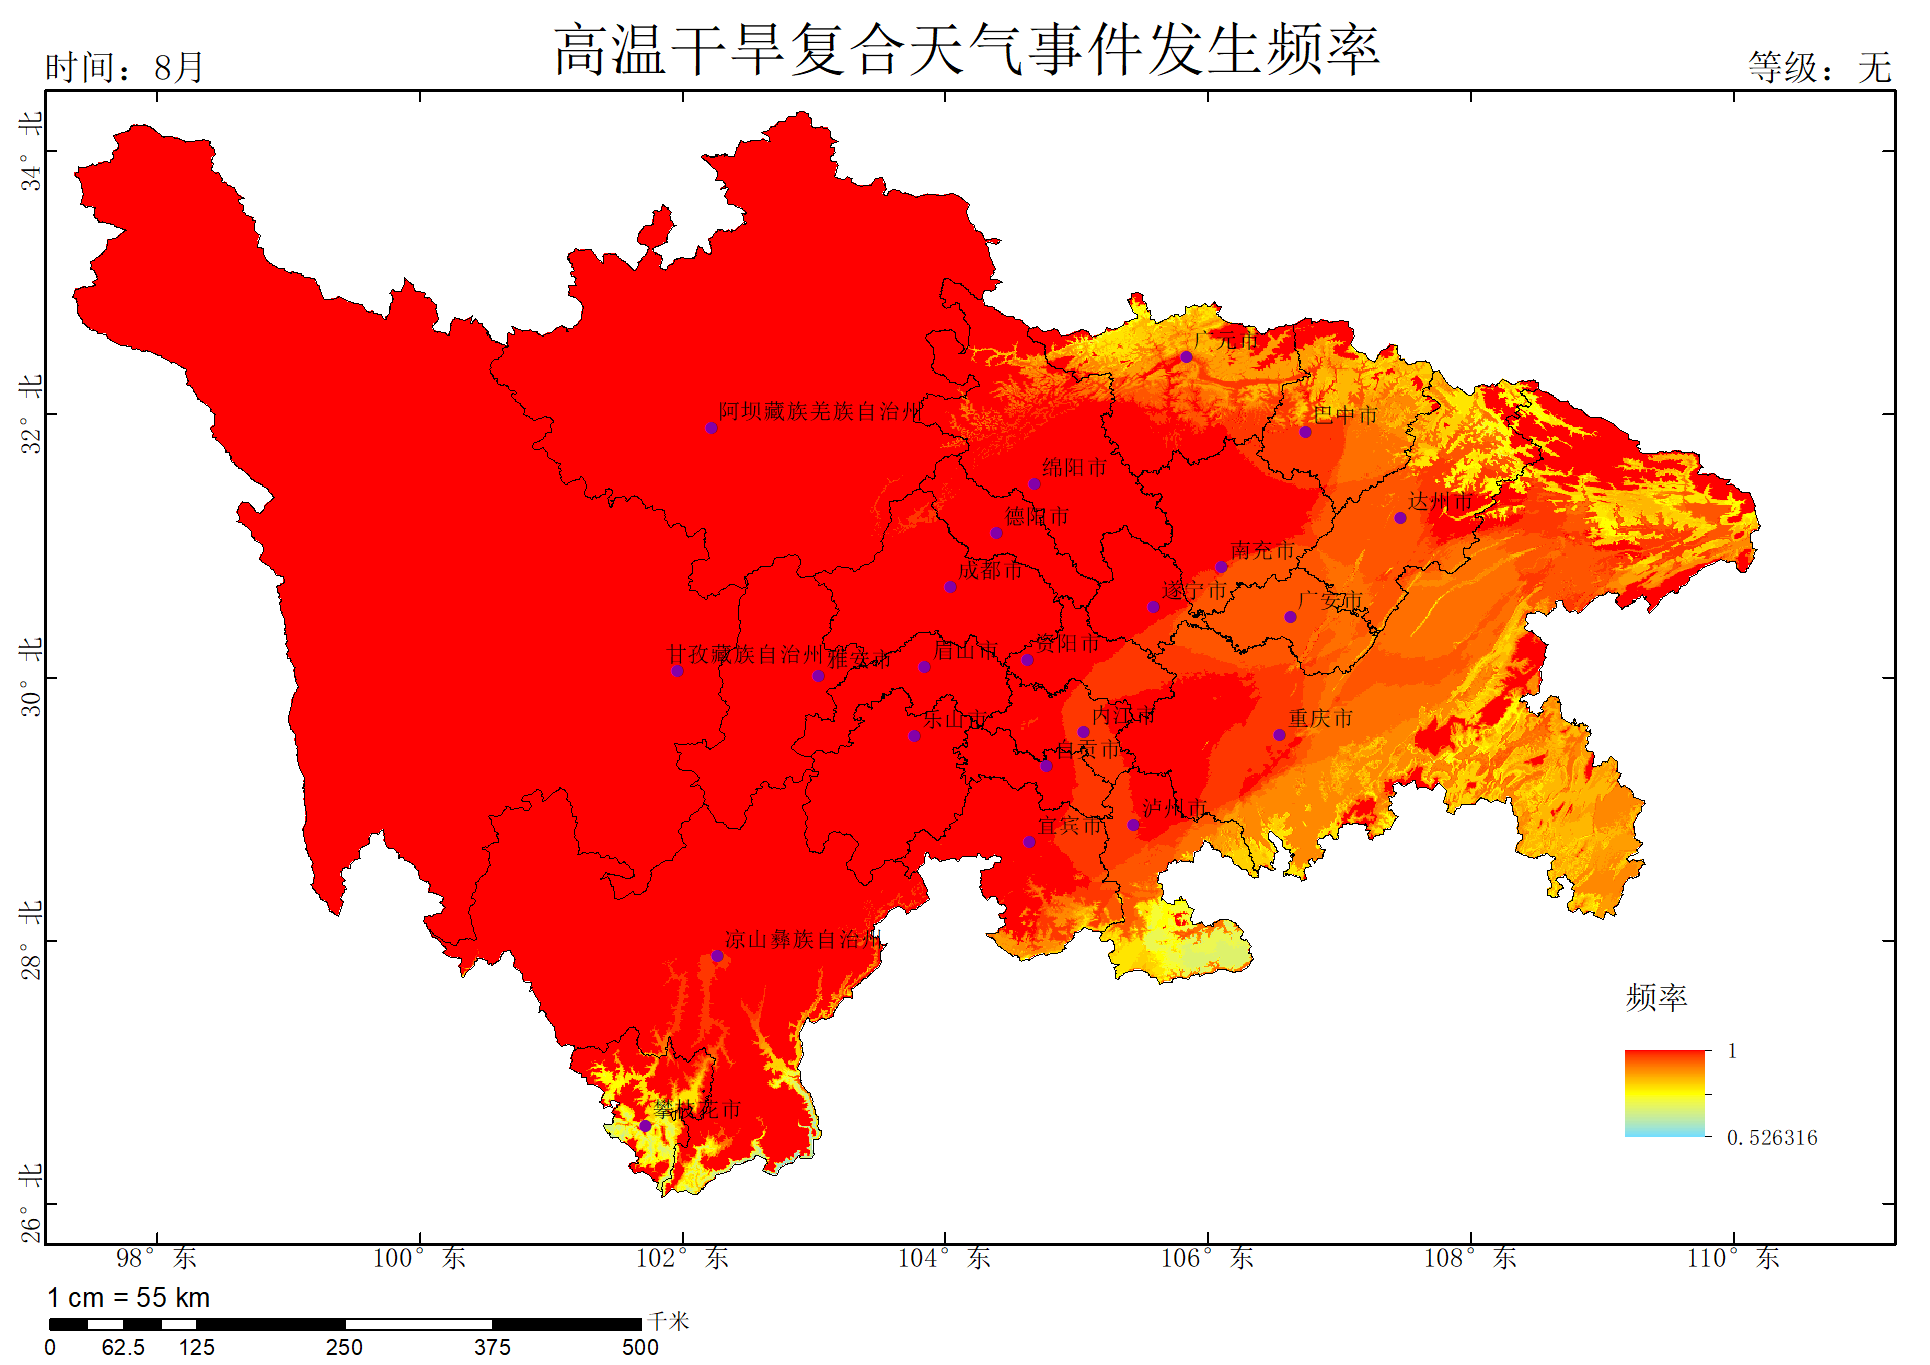 高温干旱复合天气事件发生频率
时间：8月
等级：无
34° 北
32° 北
30° 北
28° 北
26° 北
广元市
阿坝藏族羌族自治州
巴中市
绵阳市
达州市
德阳市
南充市
成都市
遂宁市
广安市
资阳市
眉山市
甘孜藏族自治州
雅安市
内江市
重庆市
乐山市
自贡市
泸州市
宜宾市
凉山彝族自治州
攀枝花市
频率
1
0.526316
98° 东
100° 东
102° 东
104° 东
106° 东
108° 东
110° 东
1 cm = 55 km
千米
0 62.5 125 250 375 500